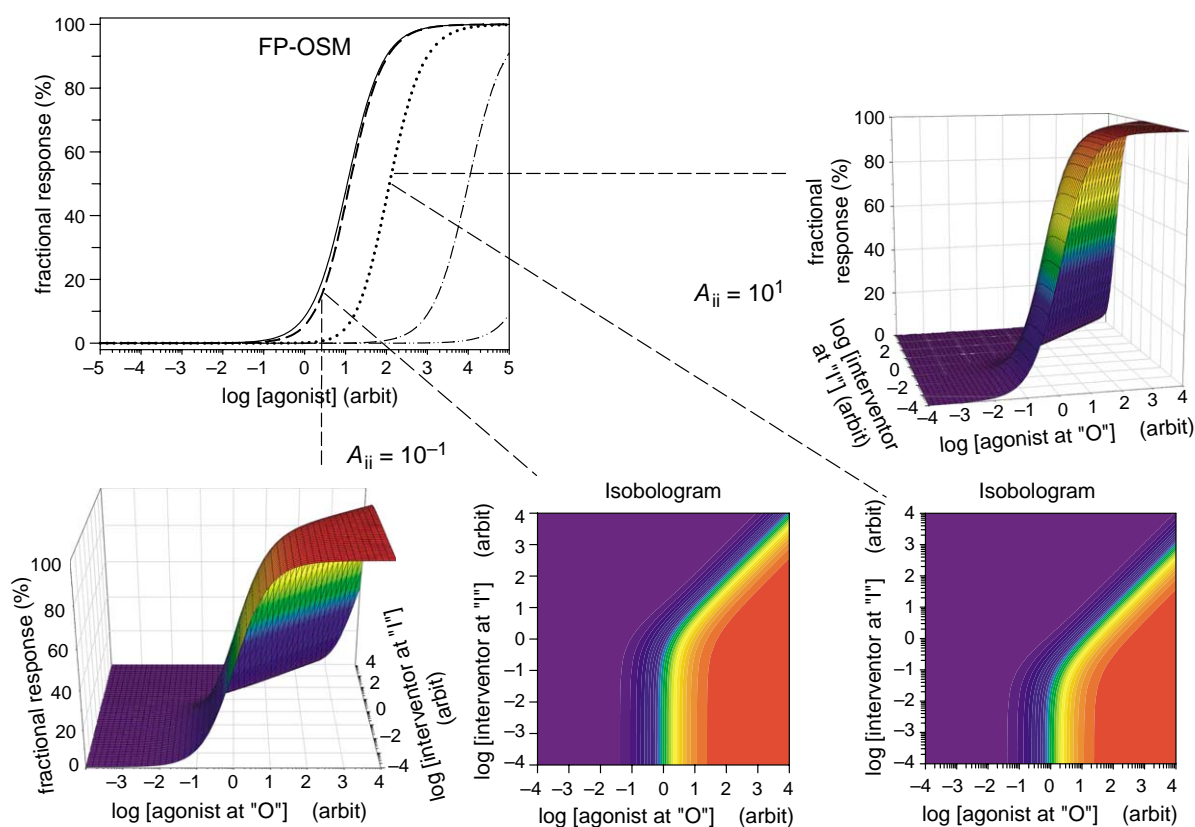 FP-OSM
fractional response (%)
100
80
60
40
20
0
–5 –4 –3 –2 –1 0 1 2 3 4 5
log [agonist] (arbit)
fractional
response (%)
100
80
60
40
20
0
log [interventor
at "I"] (arbit)
2
0
–2
–4
–4 –3 –2 –1 0 1 2 3 4
log [agonist at "O"] (arbit)
A_ii = 10^1
A_ii = 10^–1
fractional response (%)
100
80
60
40
20
0
–3 –2 –1 0 1 2 3 4
log [agonist at "O"] (arbit)
4
2
0
–2
–4
log [interventor at "I"]
(arbit)
Isobologram
log [interventor at "I"] (arbit)
4
3
2
1
0
–1
–2
–3
–4
–4 –3 –2 –1 0 1 2 3 4
log [agonist at "O"] (arbit)
Isobologram
log [interventor at "I"] (arbit)
4
3
2
1
0
–1
–2
–3
–4
–4 –3 –2 –1 0 1 2 3 4
log [agonist at "O"] (arbit)